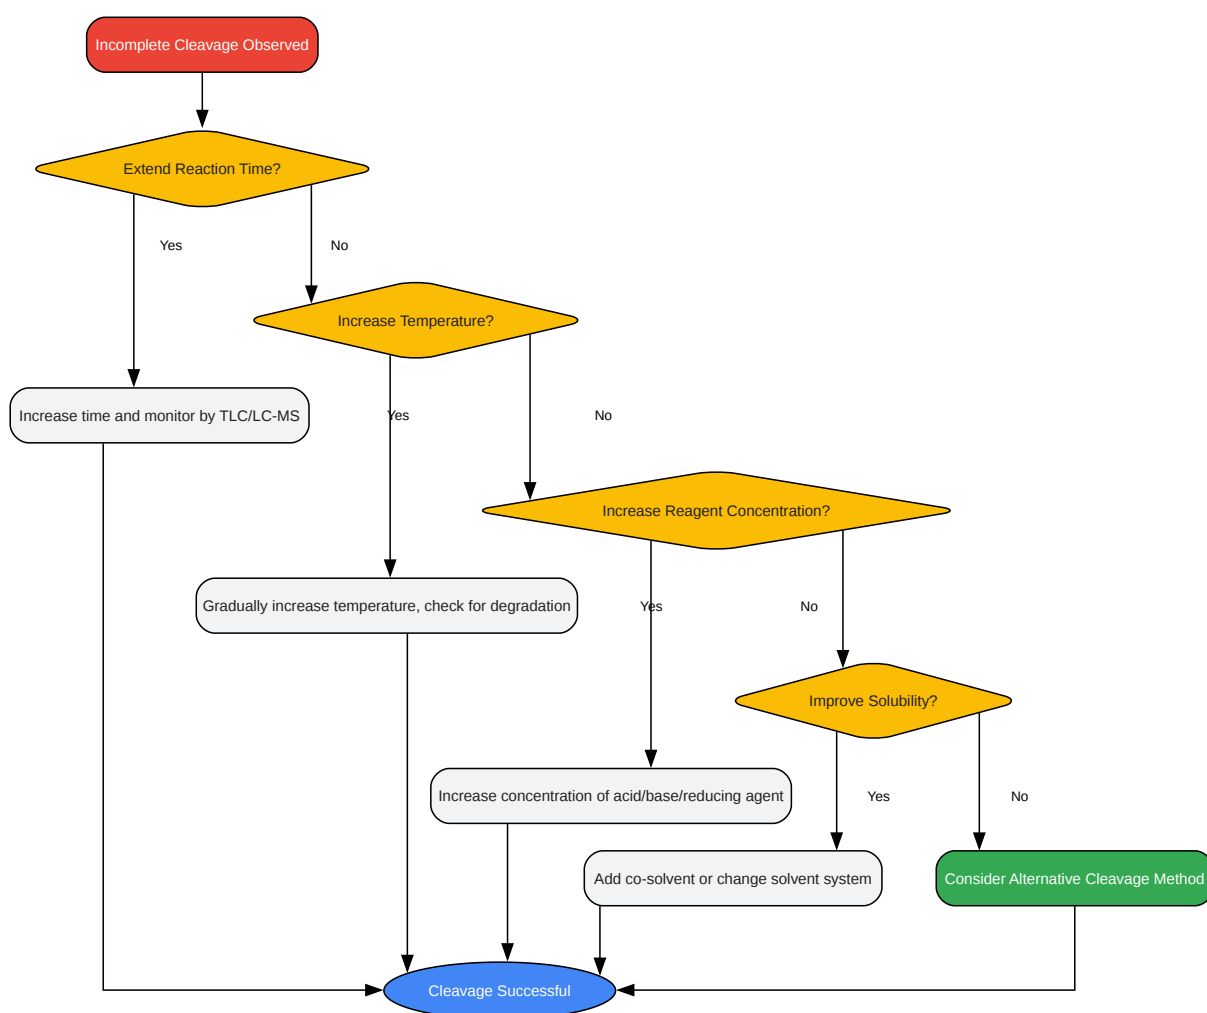 Incomplete Cleavage Observed
Extend Reaction Time?
Yes
No
Increase Temperature?
Increase time and monitor by TLC/LC-MS
Yes
No
Increase Reagent Concentration?
Gradually increase temperature, check for degradation
Yes
No
Improve Solubility?
Increase concentration of acid/base/reducing agent
Yes
No
Add co-solvent or change solvent system
Consider Alternative Cleavage Method
Cleavage Successful